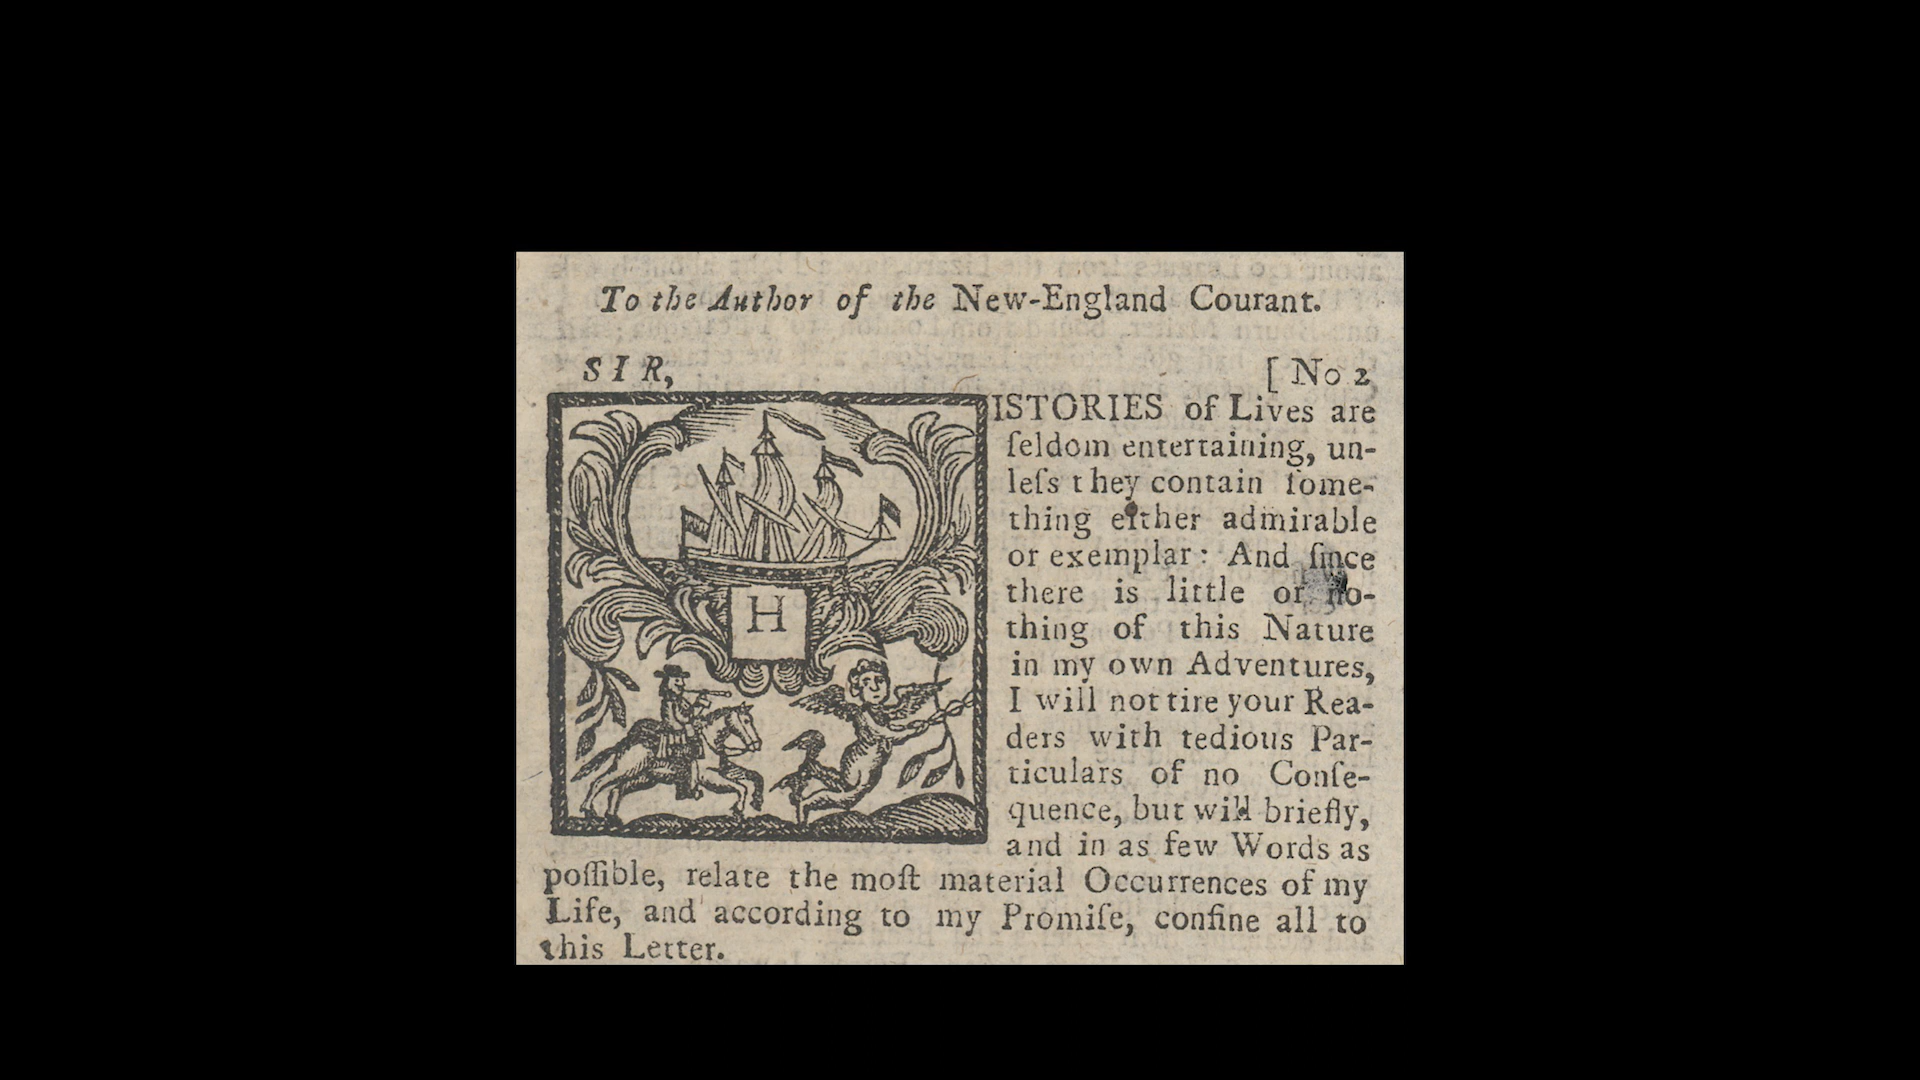 To the Author of the New-England Courant.
SIR,
[ No 2
HISTORIES of Lives are
ſeldom entertaining, un-
leſs they contain ſome-
thing either admirable
or exemplar: And ſince
there is little or no-
thing of this Nature
in my own Adventures,
I will not tire your Rea-
ders with tedious Par-
ticulars of no Conſe-
quence, but will briefly,
and in as few Words as
poſſible, relate the moſt material Occurrences of my
Life, and according to my Promiſe, confine all to
this Letter.